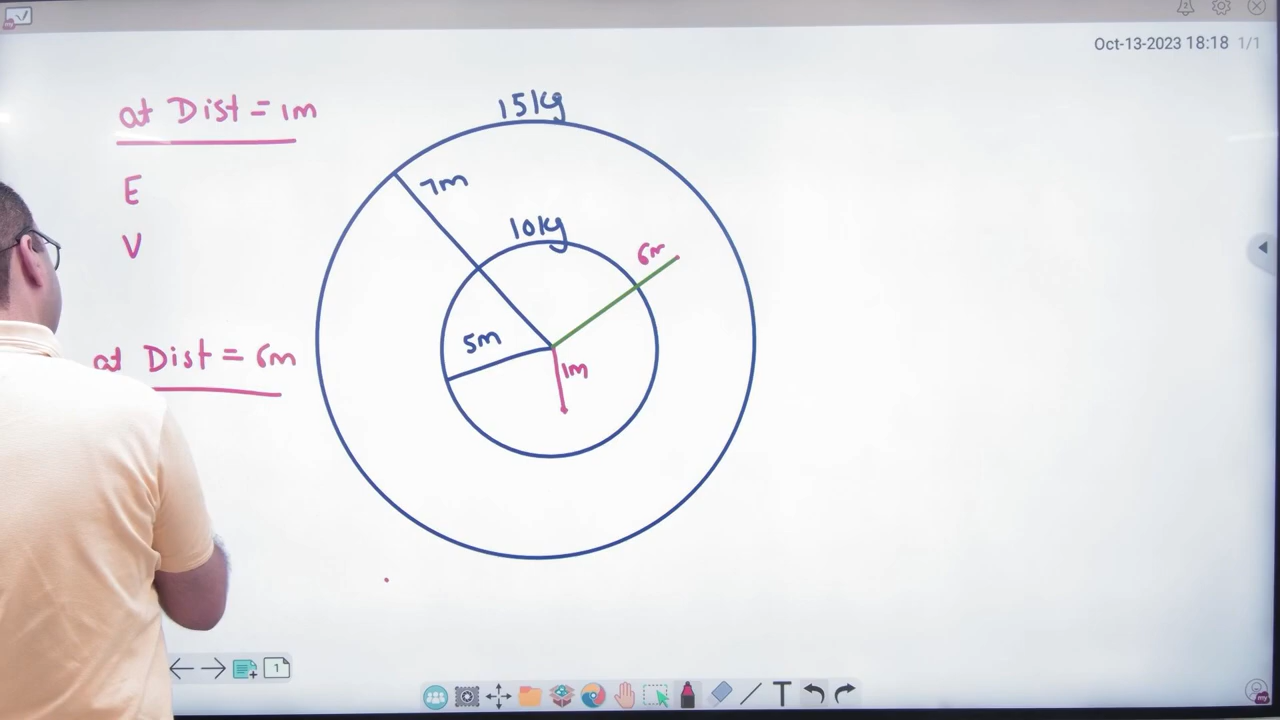 Oct-13-2023 18:18 1/1
at Dist = 1m
E
V
at Dist = 6m
15kg
7m
10kg
6m
5m
1m
1
T